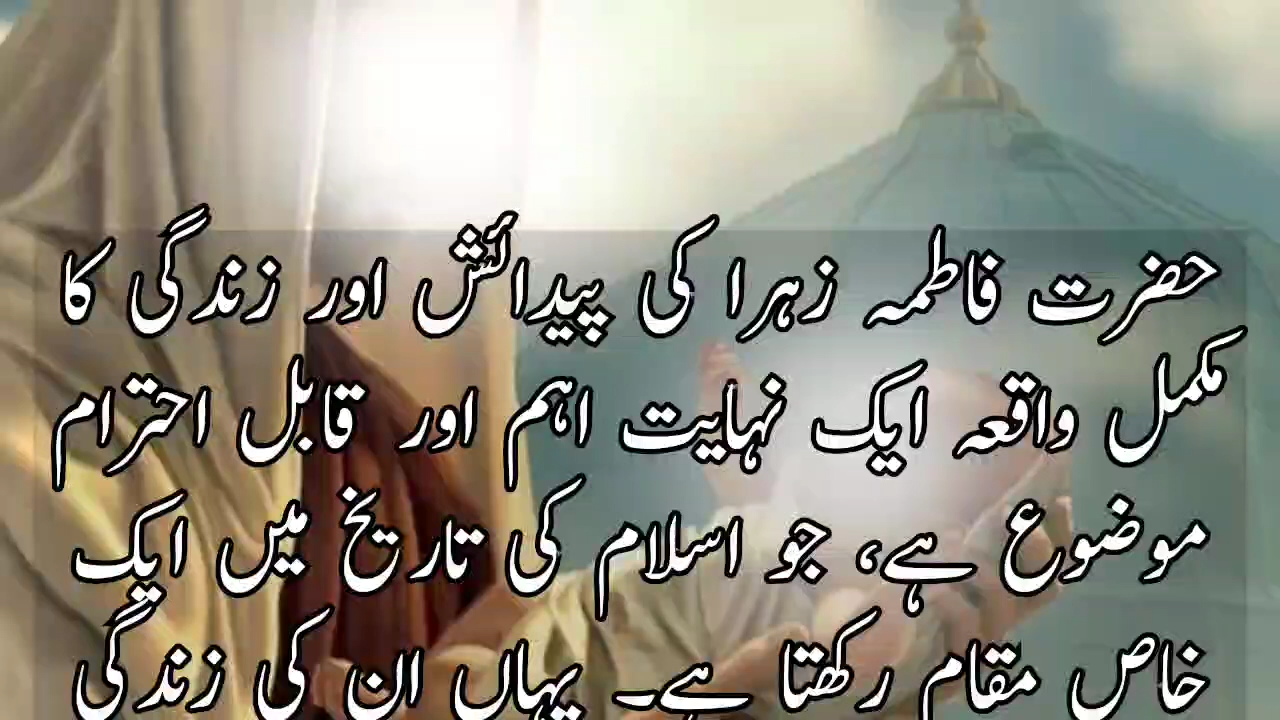 حضرت فاطمہ زہرا کی پیدائش اور زندگی کا
مکمل واقعہ ایک نہایت اہم اور قابل احترام
موضوع ہے، جو اسلام کی تاریخ میں ایک
خاص مقام رکھتا ہے۔ یہاں ان کی زندگی